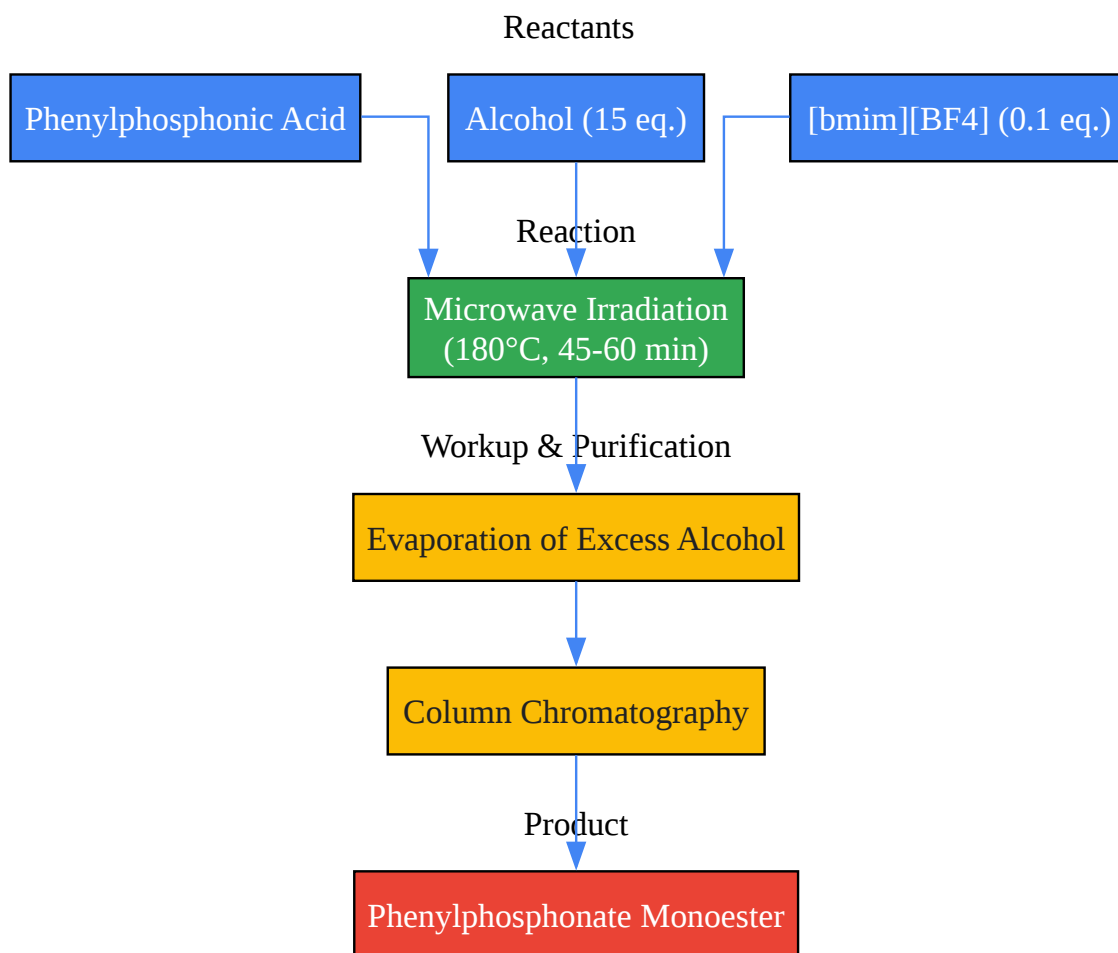 Reactants
Phenylphosphonic Acid
Alcohol (15 eq.)
[bmim][BF4] (0.1 eq.)
Reaction
Microwave Irradiation
(180°C, 45-60 min)
Workup & Purification
Evaporation of Excess Alcohol
Column Chromatography
Product
Phenylphosphonate Monoester